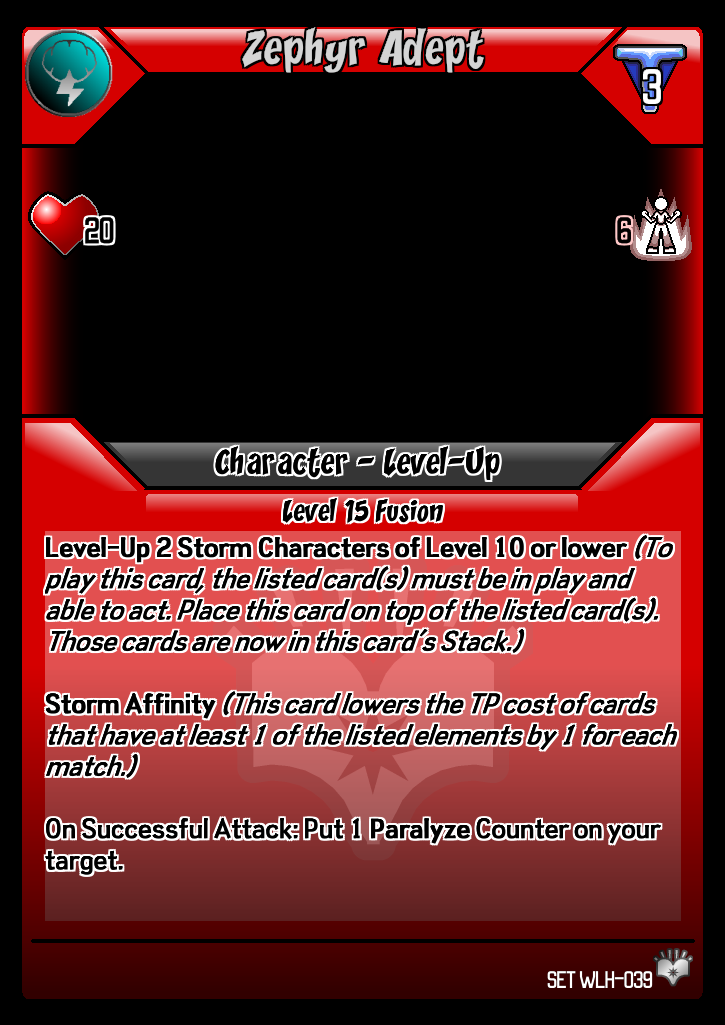 Zephyr Adept
3
20
6
Character - Level-Up
Level 15 Fusion
Level-Up 2 Storm Characters of Level 10 or lower (To
play this card, the listed card(s) must be in play and
able to act. Place this card on top of the listed card(s).
Those cards are now in this card's Stack.)
Storm Affinity (This card lowers the TP cost of cards
that have at least 1 of the listed elements by 1 for each
match.)
On Successful Attack: Put 1 Paralyze Counter on your
target.
SET WLH-039